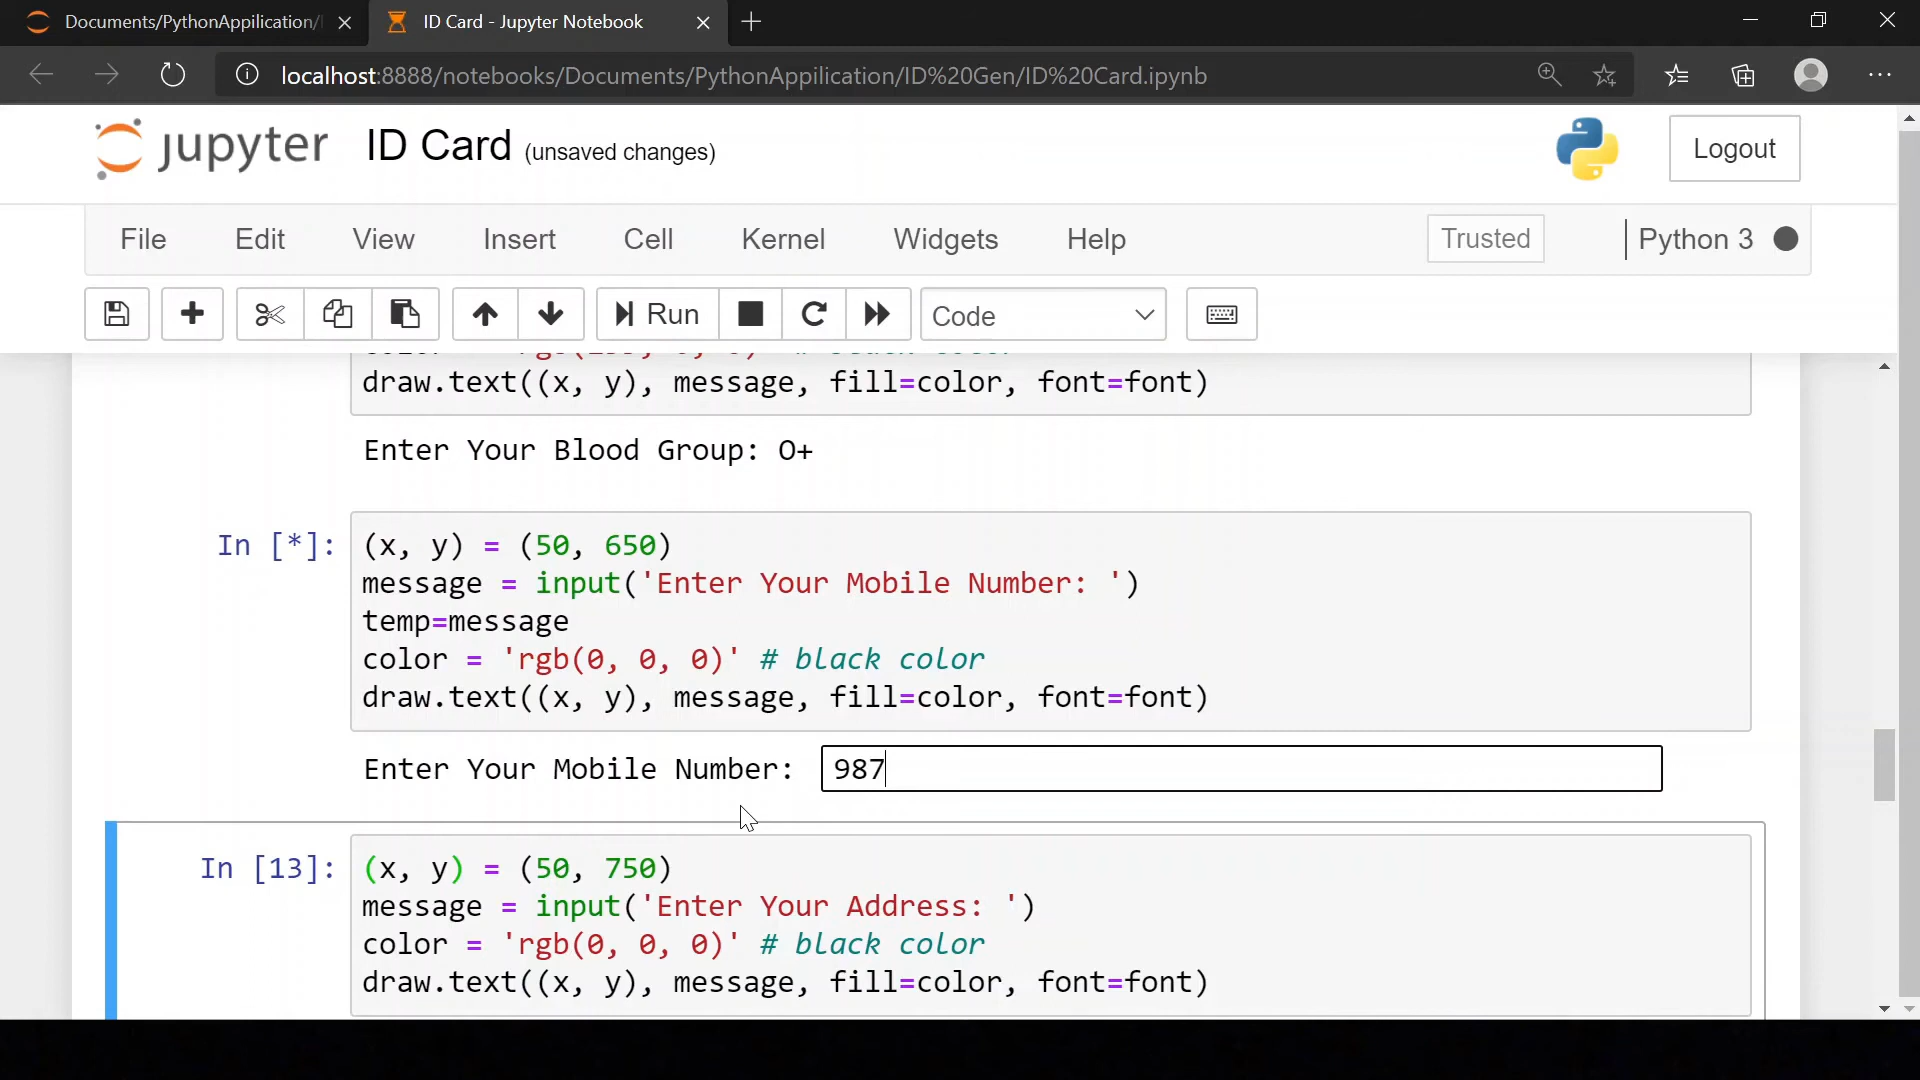 Documents/PythonAppilication/I
ID Card - Jupyter Notebook
localhost:8888/notebooks/Documents/PythonAppilication/ID%20Gen/ID%20Card.ipynb
jupyter ID Card (unsaved changes)
Logout
File Edit View Insert Cell Kernel Widgets Help Trusted Python 3
Run Code
draw.text((x, y), message, fill=color, font=font)
Enter Your Blood Group: O+
In [*]: (x, y) = (50, 650)
message = input('Enter Your Mobile Number: ')
temp=message
color = 'rgb(0, 0, 0)' # black color
draw.text((x, y), message, fill=color, font=font)
Enter Your Mobile Number: 987
In [13]: (x, y) = (50, 750)
message = input('Enter Your Address: ')
color = 'rgb(0, 0, 0)' # black color
draw.text((x, y), message, fill=color, font=font)